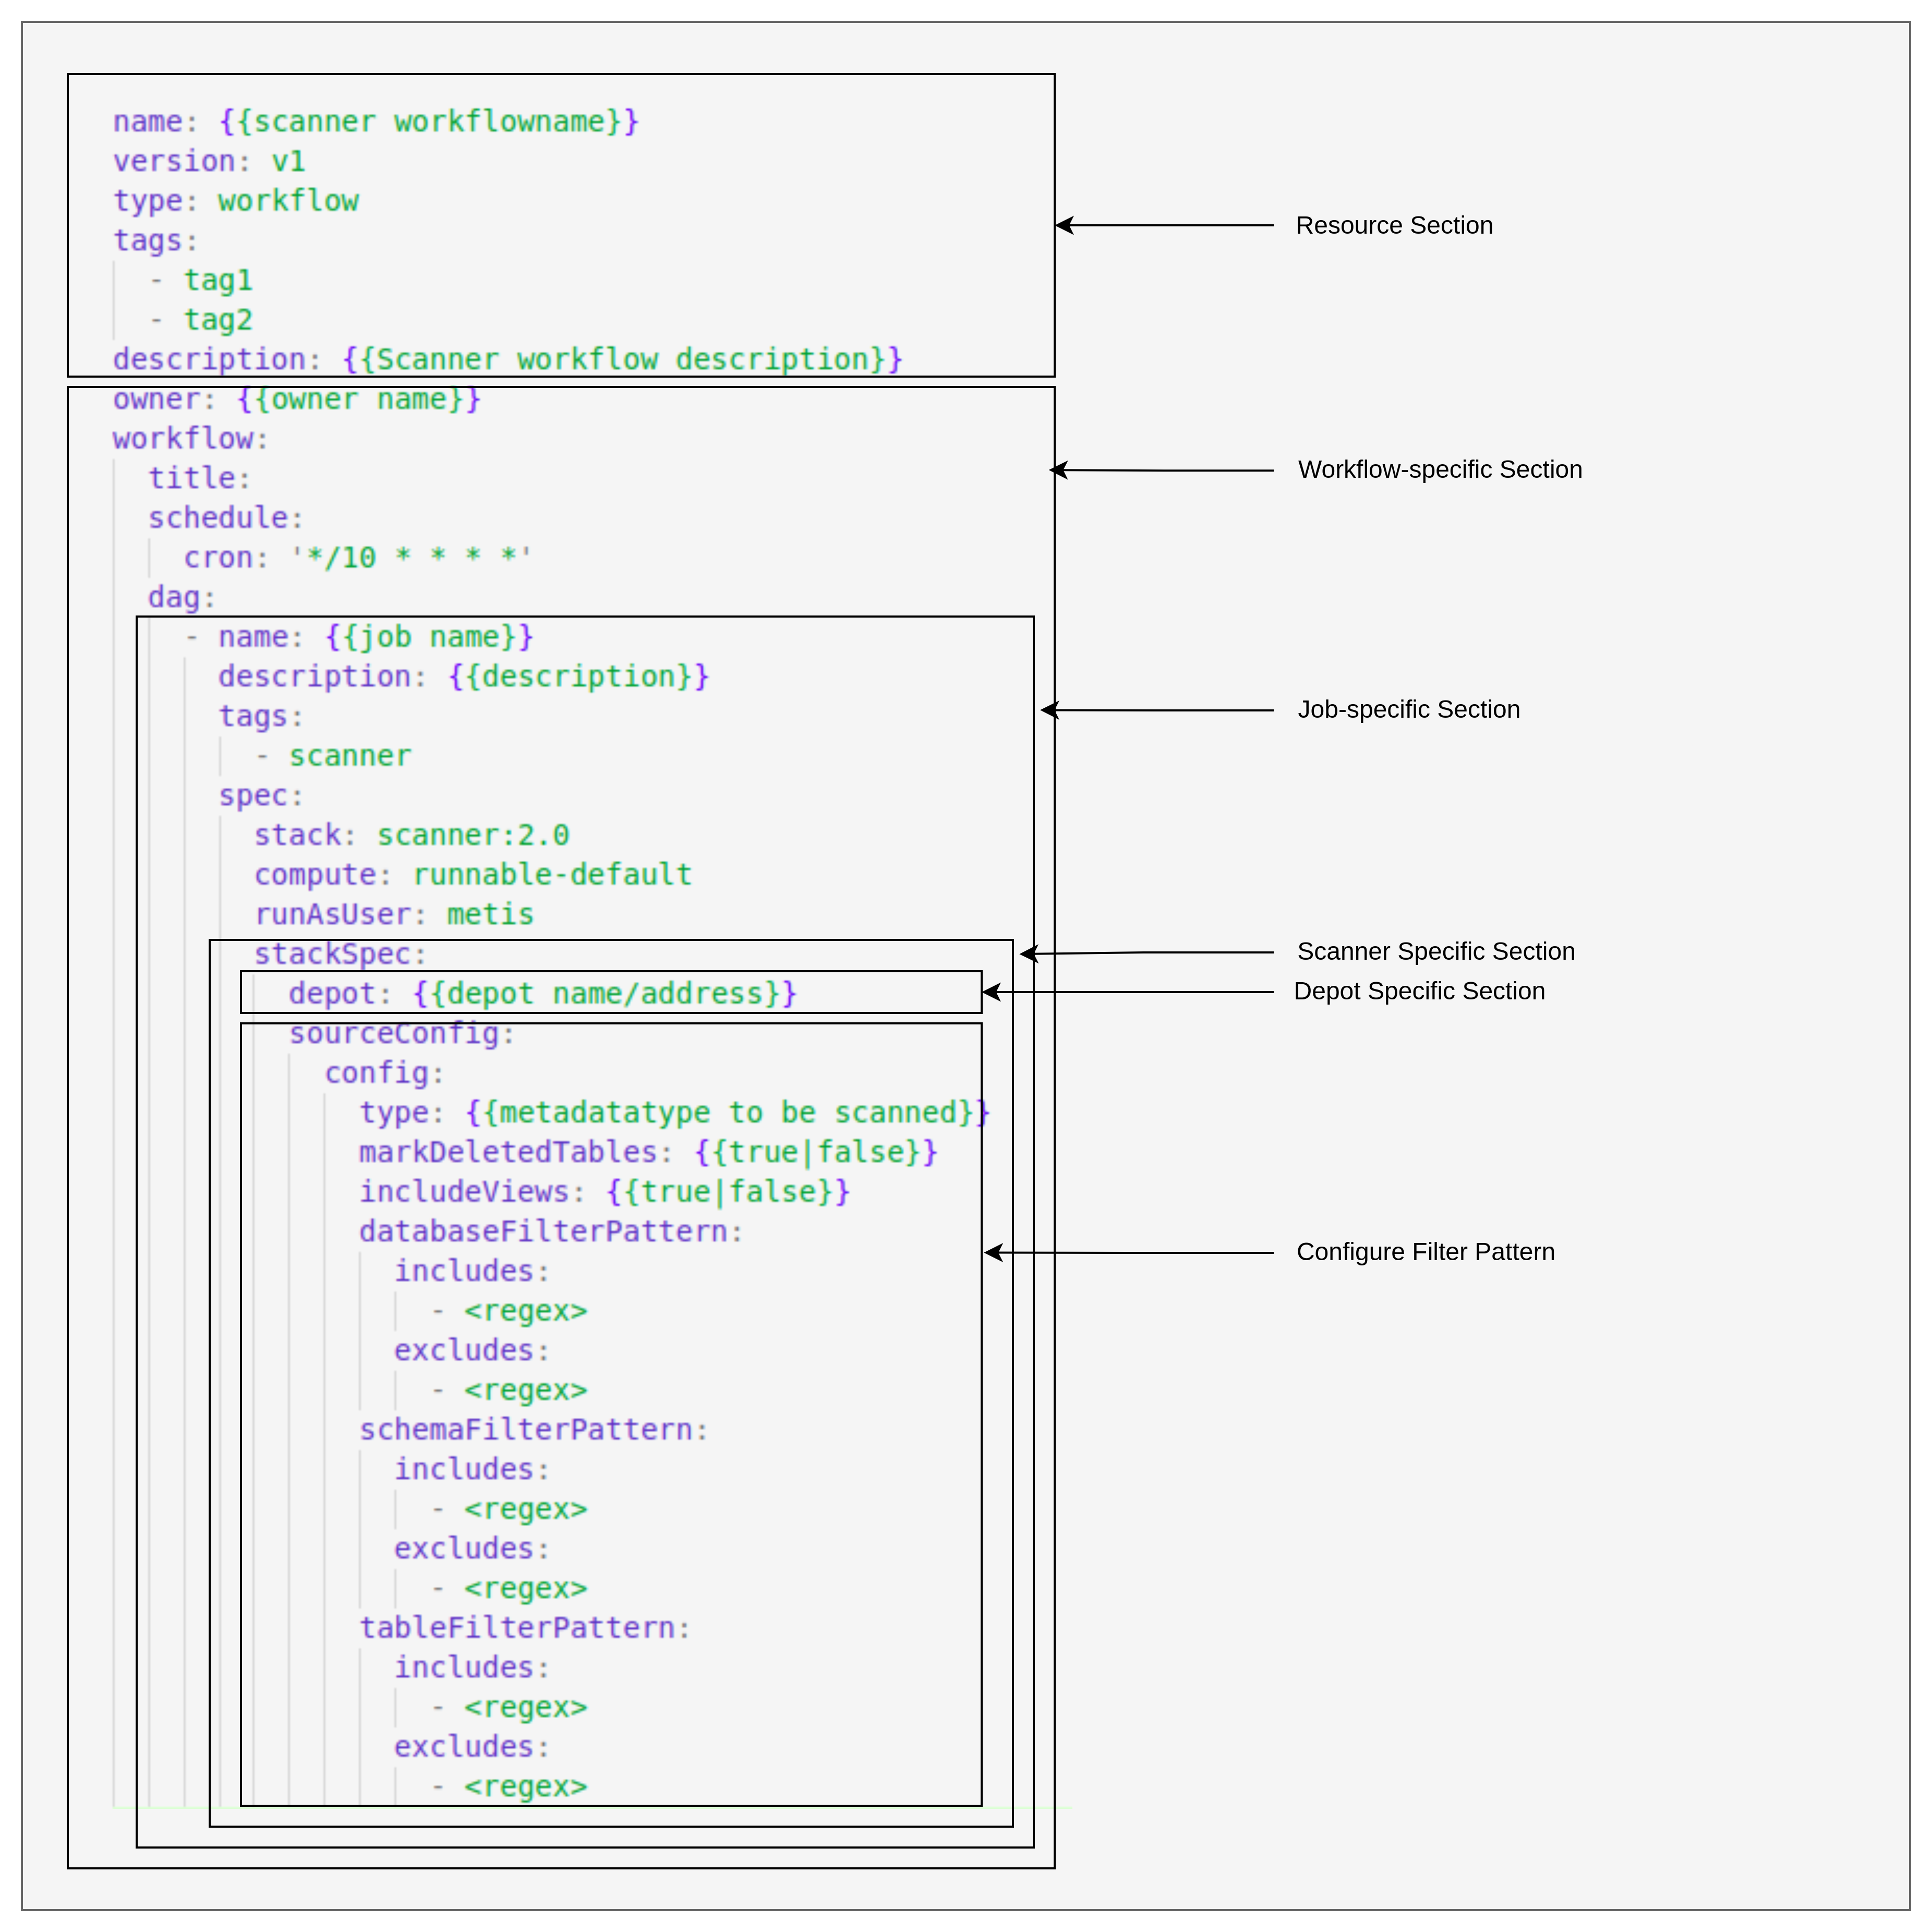 name: {{scanner workflowname}}
version: v1
type: workflow
tags:
  - tag1
  - tag2
description: {{Scanner workflow description}}
owner: {{owner name}}
workflow:
  title:
  schedule:
    cron: '*/10 * * * *'
  dag:
    - name: {{job name}}
      description: {{description}}
      tags:
        - scanner
      spec:
        stack: scanner:2.0
        compute: runnable-default
        runAsUser: metis
        stackSpec:
          depot: {{depot name/address}}
          sourceConfig:
            config:
              type: {{metadatatype to be scanned}}
              markDeletedTables: {{true|false}}
              includeViews: {{true|false}}
              databaseFilterPattern:
                includes:
                  - <regex>
                excludes:
                  - <regex>
              schemaFilterPattern:
                includes:
                  - <regex>
                excludes:
                  - <regex>
              tableFilterPattern:
                includes:
                  - <regex>
                excludes:
                  - <regex>
Resource Section
Workflow-specific Section
Job-specific Section
Scanner Specific Section
Depot Specific Section
Configure Filter Pattern